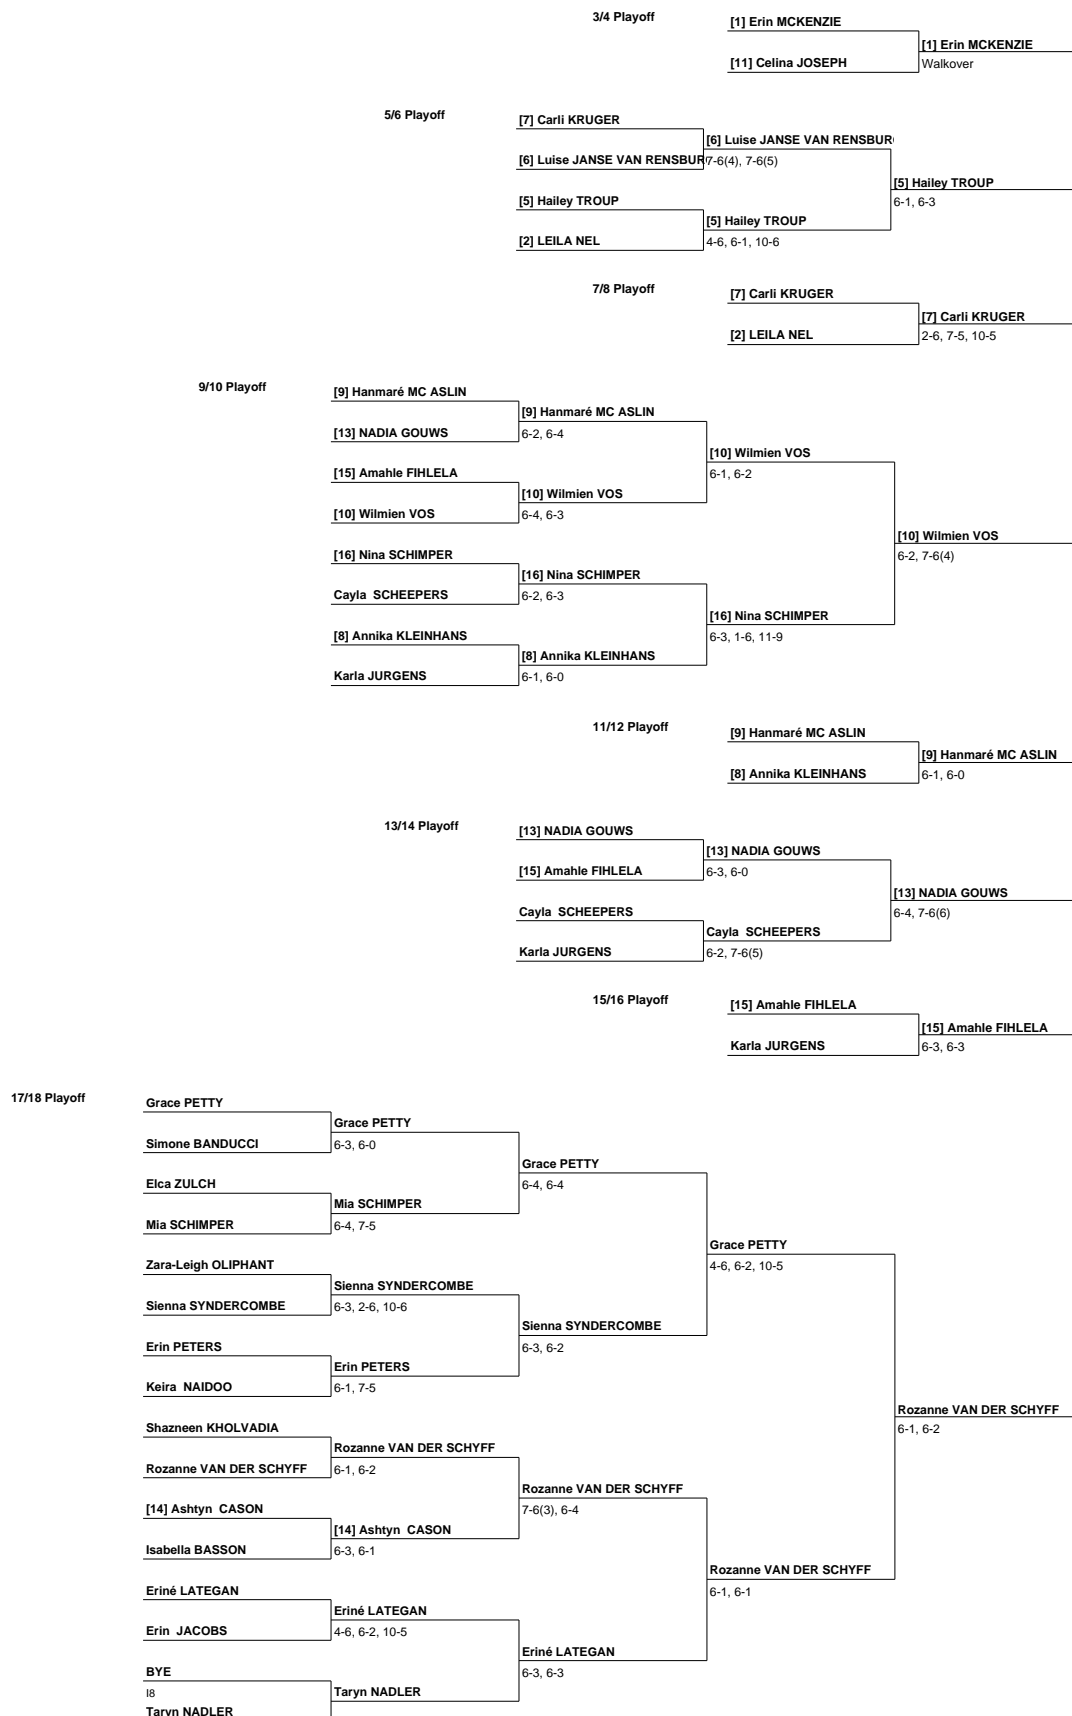 3/4 Playoff
[1] Erin MCKENZIE
[1] Erin MCKENZIE
[11] Celina JOSEPH
Walkover
5/6 Playoff
[7] Carli KRUGER
[6] Luise JANSE VAN RENSBUR
[6] Luise JANSE VAN RENSBUR
7-6(4), 7-6(5)
[5] Hailey TROUP
[5] Hailey TROUP
6-1, 6-3
[5] Hailey TROUP
[2] LEILA NEL
4-6, 6-1, 10-6
7/8 Playoff
[7] Carli KRUGER
[7] Carli KRUGER
[2] LEILA NEL
2-6, 7-5, 10-5
9/10 Playoff
[9] Hanmaré MC ASLIN
[9] Hanmaré MC ASLIN
[13] NADIA GOUWS
6-2, 6-4
[10] Wilmien VOS
6-1, 6-2
[15] Amahle FIHLELA
[10] Wilmien VOS
[10] Wilmien VOS
6-4, 6-3
[10] Wilmien VOS
6-2, 7-6(4)
[16] Nina SCHIMPER
[16] Nina SCHIMPER
Cayla SCHEEPERS
6-2, 6-3
[16] Nina SCHIMPER
6-3, 1-6, 11-9
[8] Annika KLEINHANS
[8] Annika KLEINHANS
Karla JURGENS
6-1, 6-0
11/12 Playoff
[9] Hanmaré MC ASLIN
[9] Hanmaré MC ASLIN
[8] Annika KLEINHANS
6-1, 6-0
13/14 Playoff
[13] NADIA GOUWS
[13] NADIA GOUWS
[15] Amahle FIHLELA
6-3, 6-0
[13] NADIA GOUWS
6-4, 7-6(6)
Cayla SCHEEPERS
Cayla SCHEEPERS
Karla JURGENS
6-2, 7-6(5)
15/16 Playoff
[15] Amahle FIHLELA
[15] Amahle FIHLELA
Karla JURGENS
6-3, 6-3
17/18 Playoff
Grace PETTY
Grace PETTY
Simone BANDUCCI
6-3, 6-0
Grace PETTY
6-4, 6-4
Elca ZULCH
Mia SCHIMPER
Mia SCHIMPER
6-4, 7-5
Grace PETTY
4-6, 6-2, 10-5
Zara-Leigh OLIPHANT
Sienna SYNDERCOMBE
Sienna SYNDERCOMBE
6-3, 2-6, 10-6
Sienna SYNDERCOMBE
6-3, 6-2
Erin PETERS
Erin PETERS
Keira NAIDOO
6-1, 7-5
Rozanne VAN DER SCHYFF
6-1, 6-2
Shazneen KHOLVADIA
Rozanne VAN DER SCHYFF
Rozanne VAN DER SCHYFF
6-1, 6-2
Rozanne VAN DER SCHYFF
7-6(3), 6-4
[14] Ashtyn CASON
[14] Ashtyn CASON
Isabella BASSON
6-3, 6-1
Rozanne VAN DER SCHYFF
6-1, 6-1
Eriné LATEGAN
Eriné LATEGAN
Erin JACOBS
4-6, 6-2, 10-5
Eriné LATEGAN
6-3, 6-3
BYE
I8
Taryn NADLER
Taryn NADLER